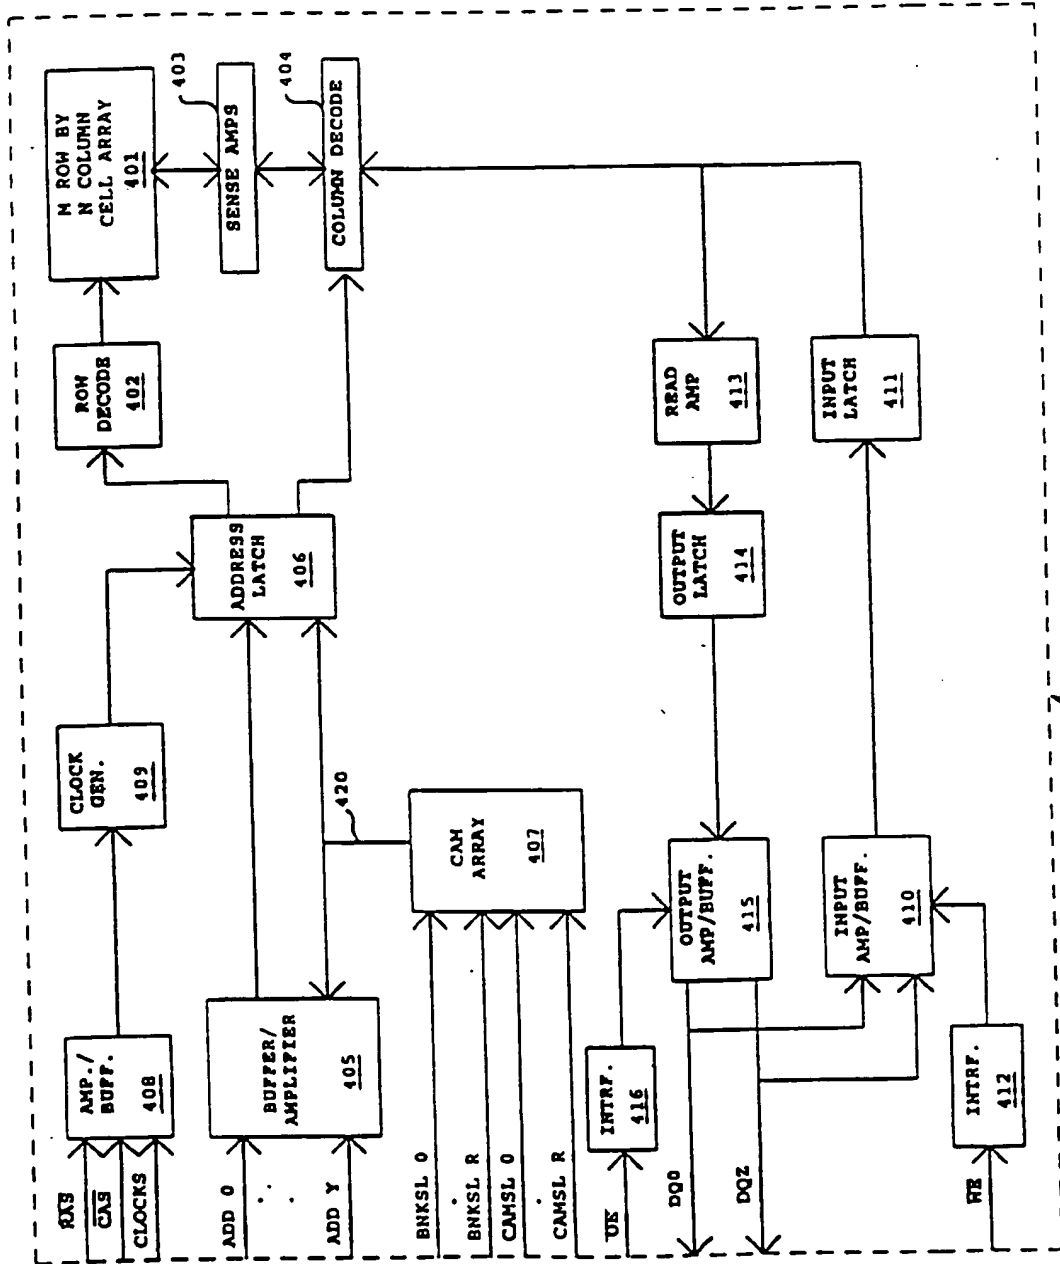 RAS
CAS
CLOCKS
AMP./
BUFF.
408
CLOCK
GEN.
409
ROW
DECODE
402
M ROW BY
N COLUMN
CELL ARRAY
401
403
SENSE AMPS
404
COLUMN DECODE
ADD 0
.
.
ADD Y
BUFFER/
AMPLIFIER
405
ADDRESS
LATCH
406
420
BNKSL 0
.
BNKSL R
CAMSL 0
.
CAMSL R
CAM
ARRAY
407
OE
INTRF.
416
DQ0
DQZ
OUTPUT
AMP/BUFF.
415
OUTPUT
LATCH
414
READ
AMP
413
INPUT
AMP/BUFF.
410
INPUT
LATCH
411
WE
INTRF.
412